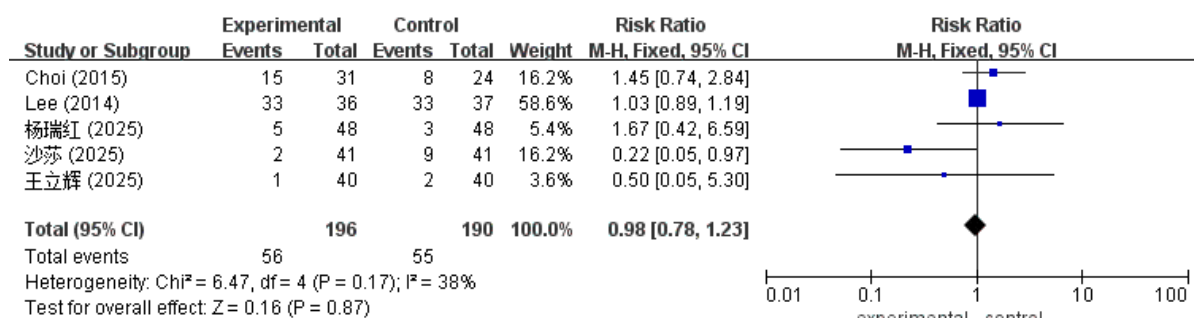 Experimental Control Risk Ratio Risk Ratio
Study or Subgroup Events Total Events Total Weight M-H, Fixed, 95% CI M-H, Fixed, 95% CI
Choi (2015) 15 31 8 24 16.2% 1.45 [0.74, 2.84]
Lee (2014) 33 36 33 37 58.6% 1.03 [0.89, 1.19]
杨瑞红 (2025) 5 48 3 48 5.4% 1.67 [0.42, 6.59]
沙莎 (2025) 2 41 9 41 16.2% 0.22 [0.05, 0.97]
王立辉 (2025) 1 40 2 40 3.6% 0.50 [0.05, 5.30]
Total (95% CI) 196 190 100.0% 0.98 [0.78, 1.23]
Total events 56 55
Heterogeneity: Chi² = 6.47, df = 4 (P = 0.17); I² = 38%
Test for overall effect: Z = 0.16 (P = 0.87)
0.01 0.1 1 10 100
experimental control